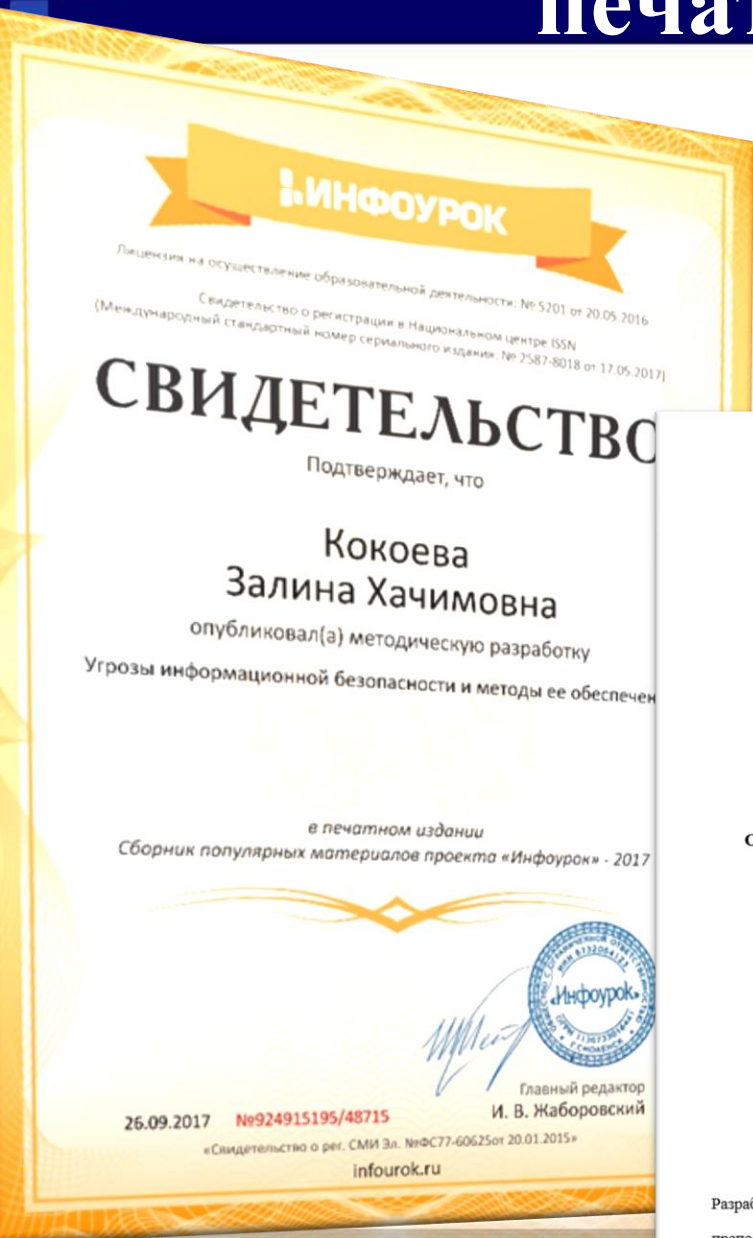 печат
ИНФОУРОК
Лицензия на осуществление образовательной деятельности: № 5201 от 20.05.2016
Свидетельство о регистрации в Национальном центре ISSN
(Международный стандартный номер сериального издания: № 2587-8018 от 17.05.2017)
СВИДЕТЕЛЬСТВО
Подтверждает, что
Кокоева
Залина Хачимовна
опубликовал(а) методическую разработку
Угрозы информационной безопасности и методы ее обеспечен
в печатном издании
Сборник популярных материалов проекта «Инфоурок» - 2017
«Инфоурок»
Главный редактор
26.09.2017 №924915195/48715 И. В. Жаборовский
«Свидетельство о рег. СМИ Эл. №ФС77-60625от 20.01.2015»
infourok.ru
С
Разраб